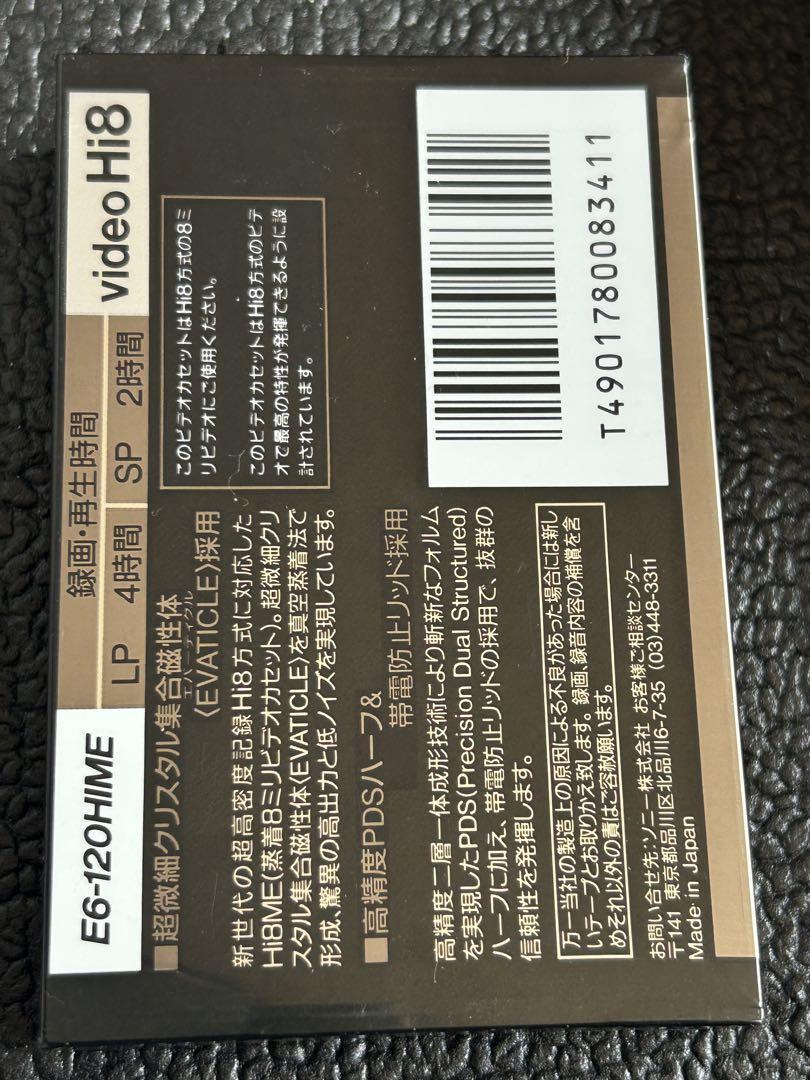 E6-120HIME
録画・再生時間
LP 4時間 SP 2時間
video Hi8
■超微細クリスタル集合磁性体
エバーティクル
〈EVATICLE〉採用
新世代の超高密度記録Hi8方式に対応した
Hi8ME(蒸着8ミリビデオカセット)。超微細クリ
スタル集合磁性体〈EVATICLE〉を真空蒸着法で
形成、驚異の高出力と低ノイズを実現しています。
■高精度PDSハーフ&
帯電防止リッド採用
高精度二層一体成形技術により斬新なフォルム
を実現したPDS(Precision Dual Structured)
ハーフに加え、帯電防止リッドの採用で、抜群の
信頼性を発揮します。
このビデオカセットはHi8方式の8ミ
リビデオにご使用ください。
このビデオカセットはHi8方式のビデ
オで最高の特性が発揮できるように設
計されています。
万一当社の製造上の原因による不良があった場合には新し
いテープとお取りかえ致します。録画、録音内容の補償を含
めそれ以外の責はご容赦願います。
お問い合せ先:ソニー株式会社 お客様ご相談センター
〒141 東京都品川区北品川6-7-35 (03)448-3311
Made in Japan
T4901780083411